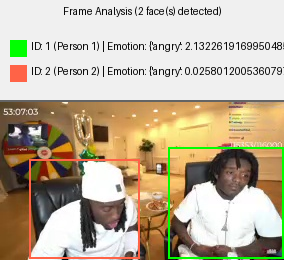 Frame Analysis (2 face(s) detected)
ID: 1 (Person 1) | Emotion: {'angry': 2.132261916995048
ID: 2 (Person 2) | Emotion: {'angry': 0.02580120053607
53:07:03